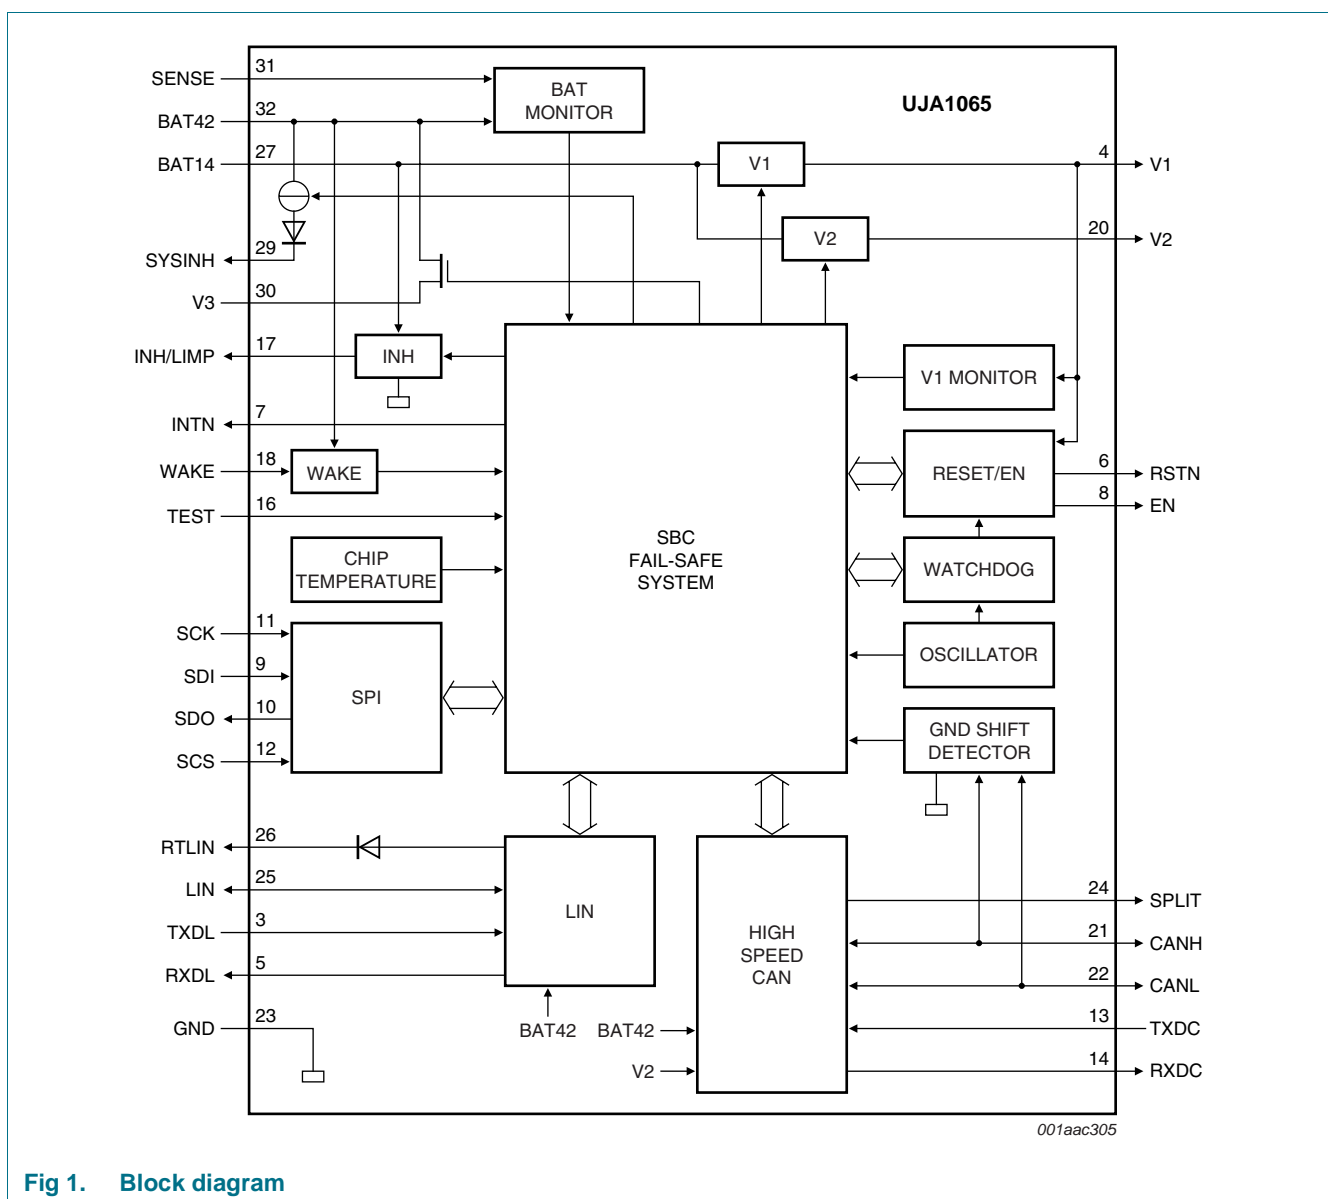 UJA1065
SENSE 31
BAT42 32
BAT14 27
SYSINH 29
V3 30
INH/LIMP 17
INTN 7
WAKE 18
TEST 16
SCK 11
SDI 9
SDO 10
SCS 12
RTLIN 26
LIN 25
TXDL 3
RXDL 5
GND 23
BAT
MONITOR
V1
V2
INH
WAKE
CHIP
TEMPERATURE
SPI
SBC
FAIL-SAFE
SYSTEM
V1 MONITOR
RESET/EN
WATCHDOG
OSCILLATOR
GND SHIFT
DETECTOR
LIN
BAT42
HIGH
SPEED
CAN
BAT42
V2
4 V1
20 V2
6 RSTN
8 EN
24 SPLIT
21 CANH
22 CANL
13 TXDC
14 RXDC
001aac305
Fig 1. Block diagram